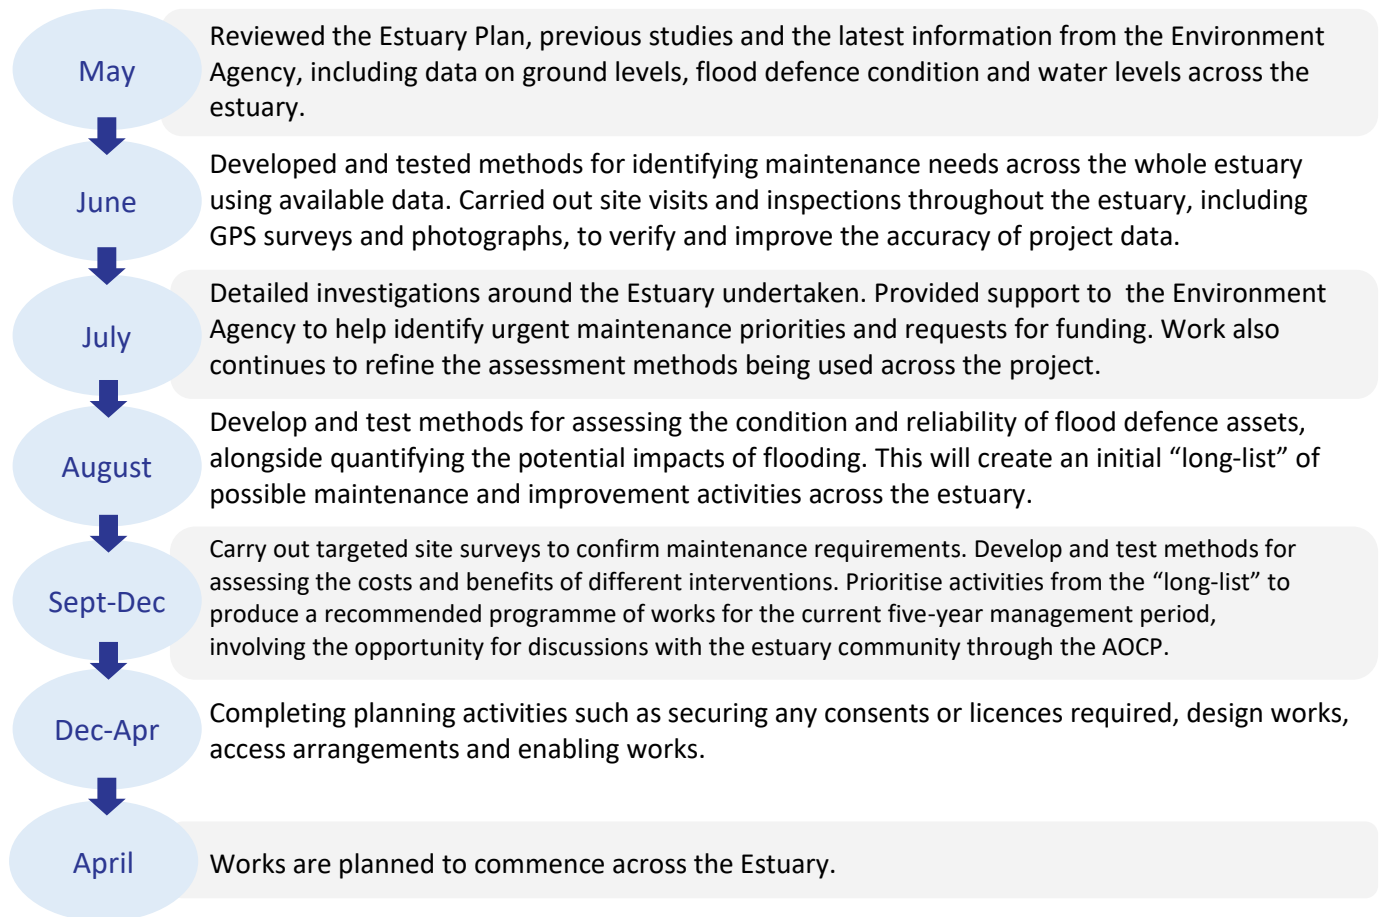 May
Reviewed the Estuary Plan, previous studies and the latest information from the Environment
Agency, including data on ground levels, flood defence condition and water levels across the
estuary.
June
Developed and tested methods for identifying maintenance needs across the whole estuary
using available data. Carried out site visits and inspections throughout the estuary, including
GPS surveys and photographs, to verify and improve the accuracy of project data.
July
Detailed investigations around the Estuary undertaken. Provided support to  the Environment
Agency to help identify urgent maintenance priorities and requests for funding. Work also
continues to refine the assessment methods being used across the project.
August
Develop and test methods for assessing the condition and reliability of flood defence assets,
alongside quantifying the potential impacts of flooding. This will create an initial “long-list” of
possible maintenance and improvement activities across the estuary.
Sept-Dec
Carry out targeted site surveys to confirm maintenance requirements. Develop and test methods for
assessing the costs and benefits of different interventions. Prioritise activities from the “long-list” to
produce a recommended programme of works for the current five-year management period,
involving the opportunity for discussions with the estuary community through the AOCP.
Dec-Apr
Completing planning activities such as securing any consents or licences required, design works,
access arrangements and enabling works.
April
Works are planned to commence across the Estuary.